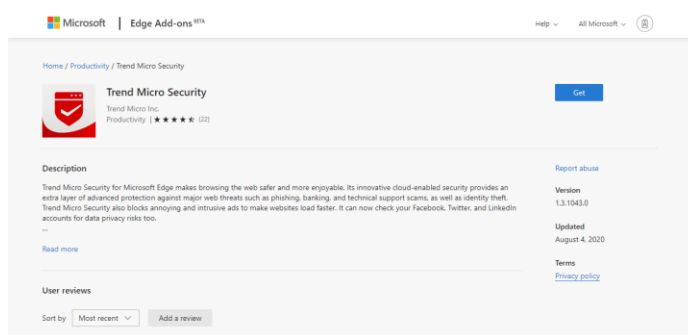 Microsoft | Edge Add-ons BETA
Help All Microsoft
Home / Productivity / Trend Micro Security
Trend Micro Security
Trend Micro Inc.
Productivity | ★★★★★ (22)
Get
Description
Trend Micro Security for Microsoft Edge makes browsing the web safer and more enjoyable. Its innovative cloud-enabled security provides an
extra layer of advanced protection against major web threats such as phishing, banking, and technical support scams, as well as identity theft.
Trend Micro Security also blocks annoying and intrusive ads to make websites load faster. It can now check your Facebook, Twitter, and LinkedIn
accounts for data privacy risks too.
...
Read more
Report abuse
Version
1.3.1043.0
Updated
August 4, 2020
Terms
Privacy policy
User reviews
Sort by Most recent Add a review